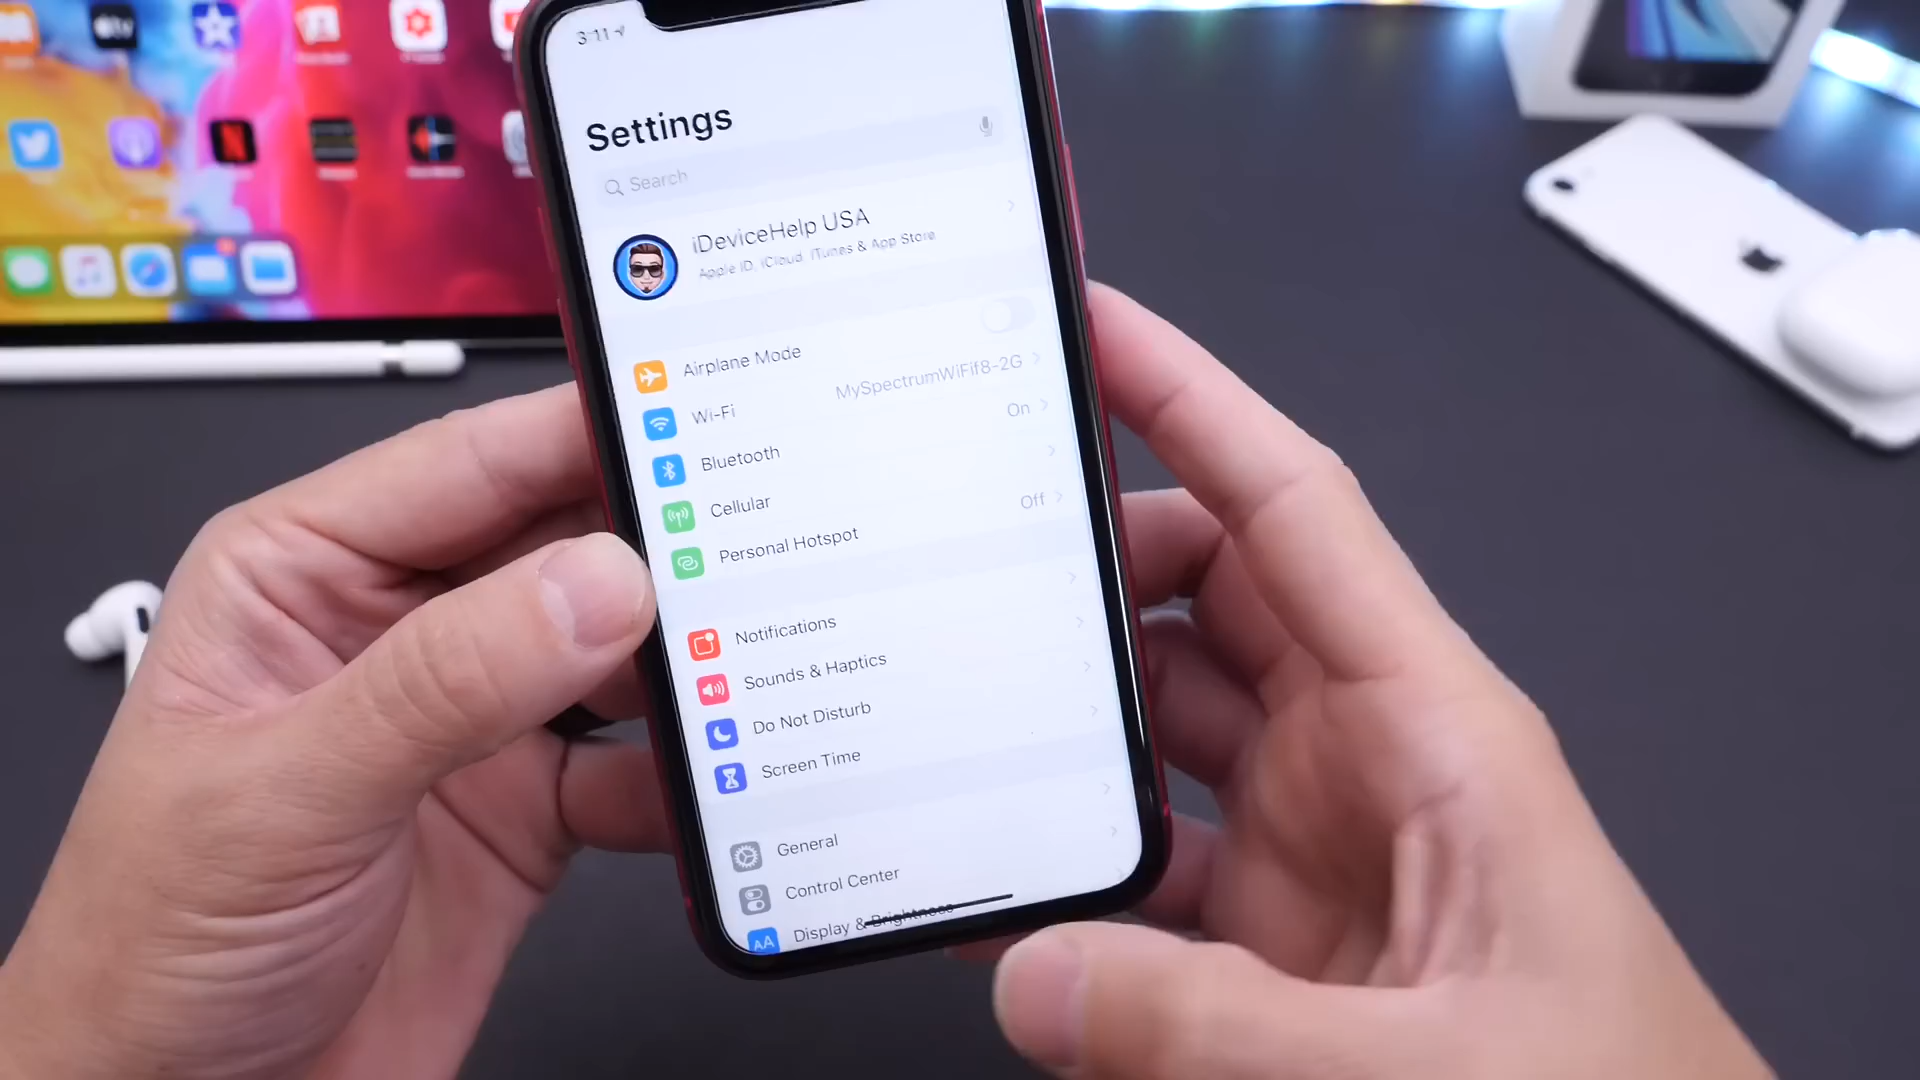 3:11
Settings
Search
iDeviceHelp USA
Apple ID, iCloud, iTunes & App Store
Airplane Mode
Wi-Fi MySpectrumWiFif8-2G
Bluetooth On
Cellular
Personal Hotspot Off
Notifications
Sounds & Haptics
Do Not Disturb
Screen Time
General
Control Center
AA Display & Brightness